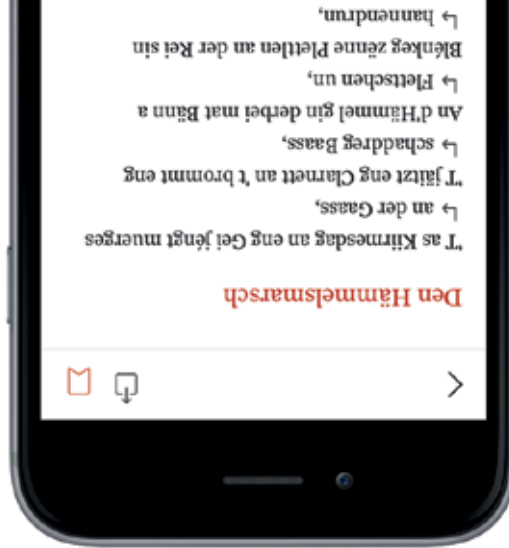 Den Hämmelsmarsch
'T as Kiirmesdag an eng Gei jéngt muerges
↳ an der Gaass,
'T jäitzt eng Clarnett an 't brommt eng
↳ schaddreg Baass,
An d'Hämmel gin derbei mat Bänn a
↳ Flettschen un,
Blénkeg zënne Plettlen an der Rei sin
↳ hannendrun,